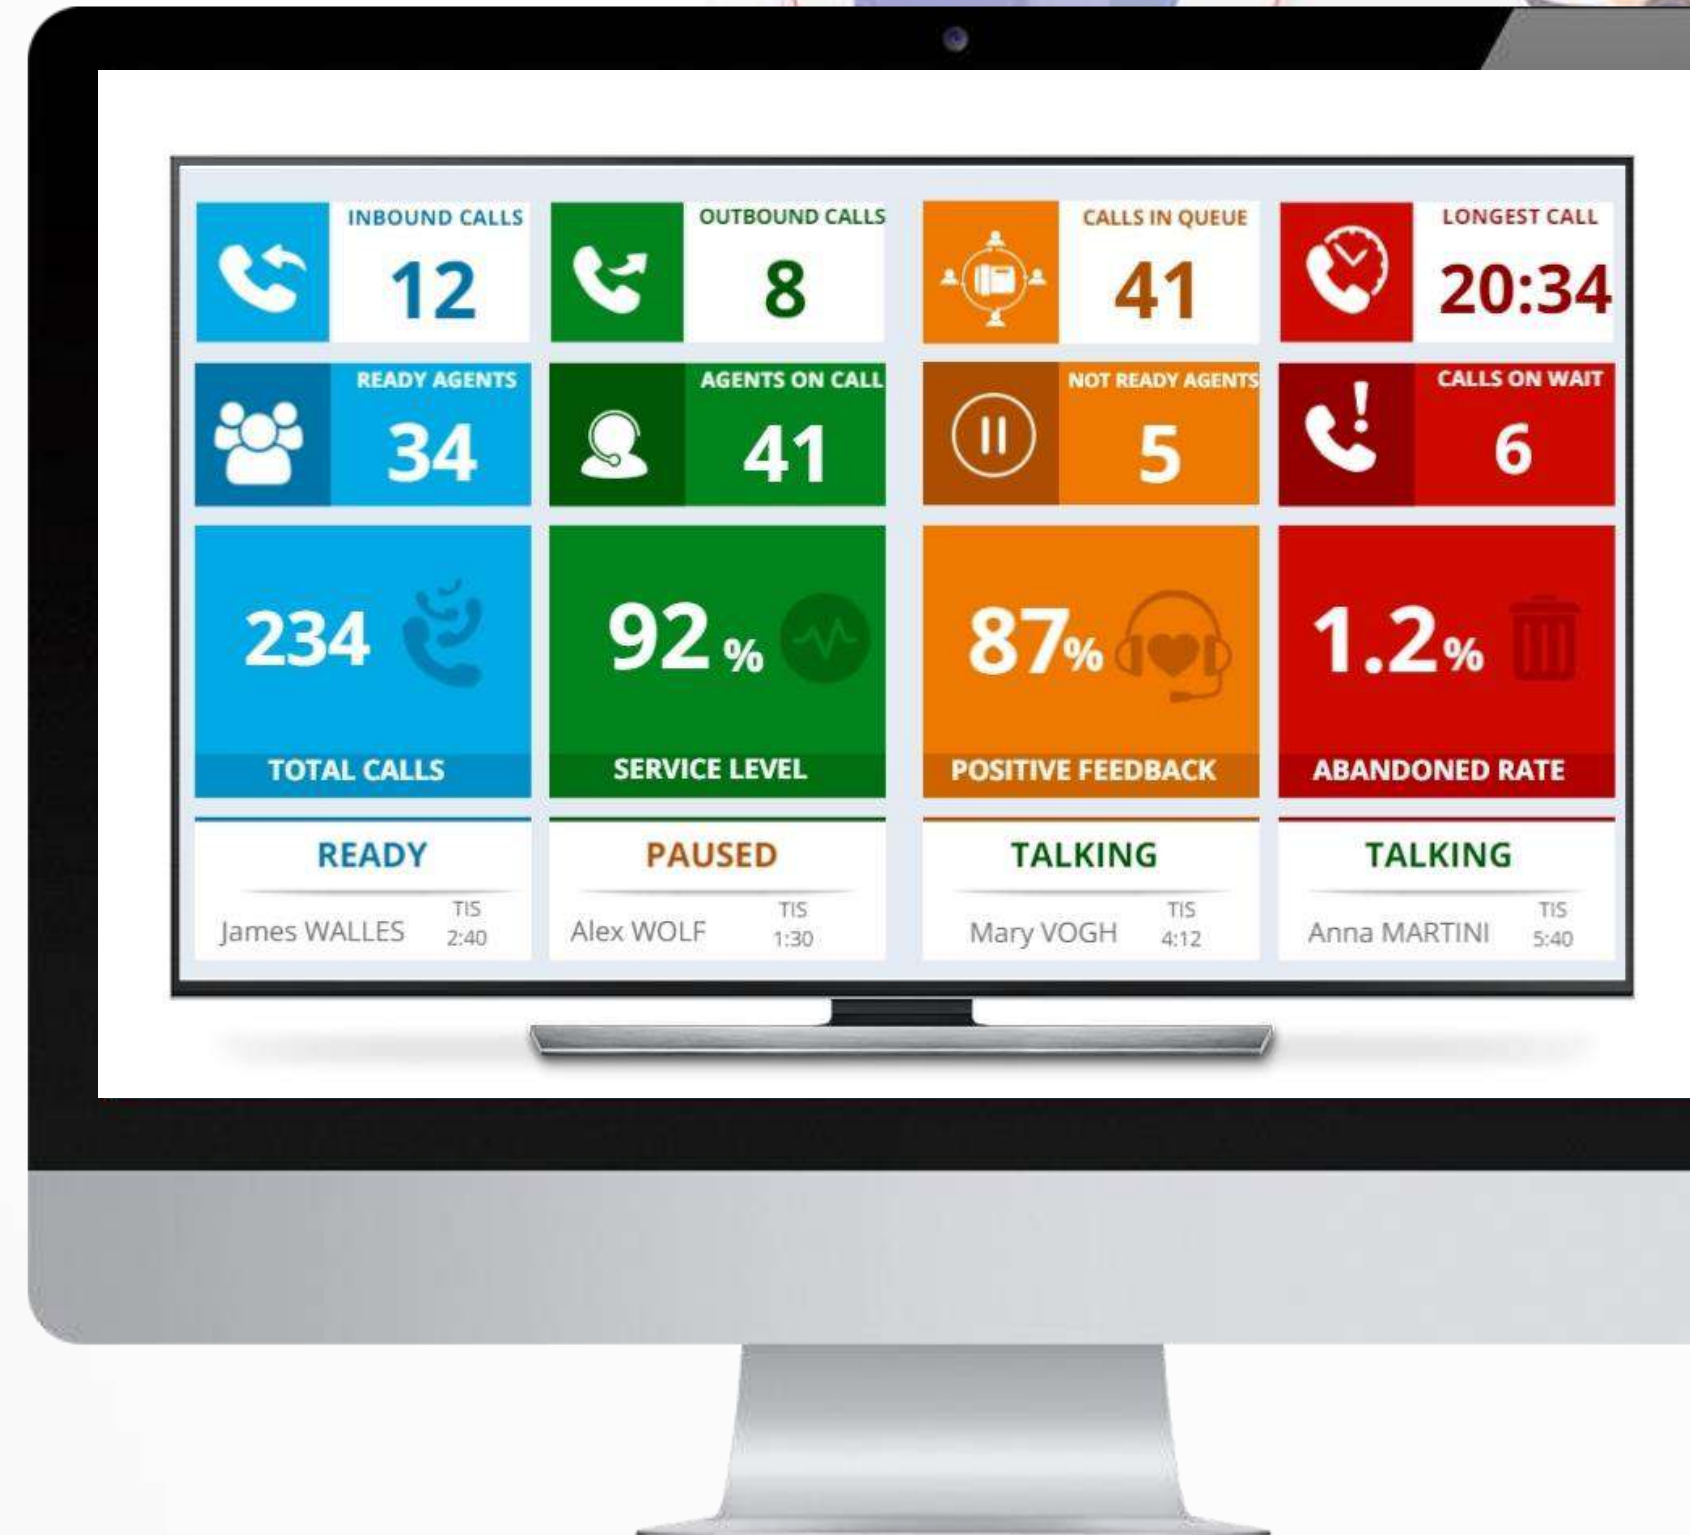 INBOUND CALLS
12
OUTBOUND CALLS
8
CALLS IN QUEUE
41
LONGEST CALL
20:34
READY AGENTS
34
AGENTS ON CALL
41
NOT READY AGENTS
5
CALLS ON WAIT
6
234
TOTAL CALLS
92 %
SERVICE LEVEL
87%
POSITIVE FEEDBACK
1.2%
ABANDONED RATE
READY
James WALLES
TIS
2:40
PAUSED
Alex WOLF
TIS
1:30
TALKING
Mary VOGH
TIS
4:12
TALKING
Anna MARTINI
TIS
5:40